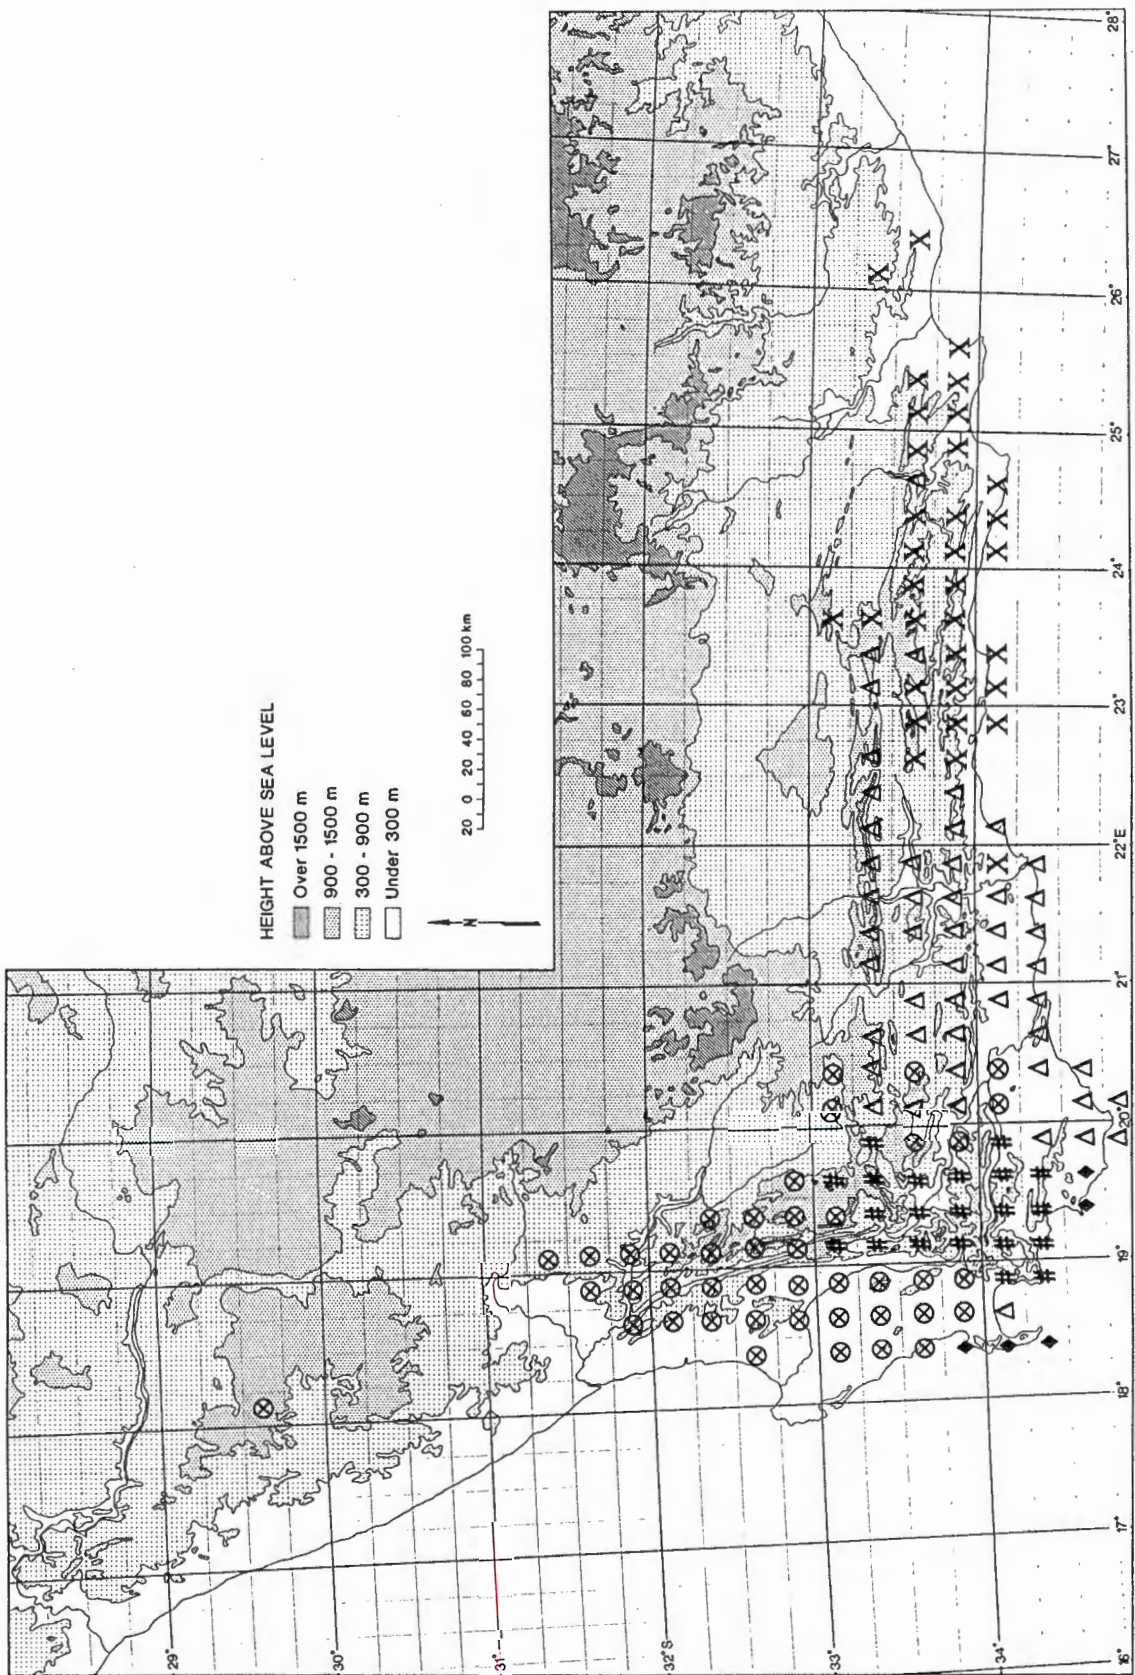 HEIGHT ABOVE SEA LEVEL
Over 1500 m
900 - 1500 m
300 - 900 m
Under 300 m
20 0 20 40 60 80 100 km
N
29°
30°
31°
32°S
33°
34°
16°
17°
18°
19°
20°
21°
22°E
23°
24°
25°
26°
27°
28°